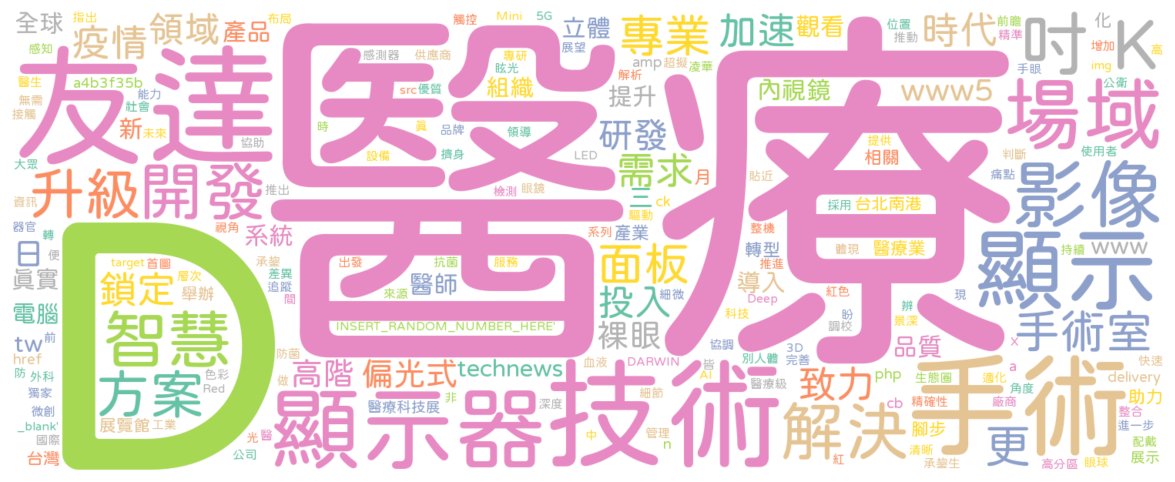 全球
疫情
領域
產品
布局
指出
感知
醫生
a4b3f35b
無需
接觸
社會
能力
新
未來
協助
大眾
友達
醫療
觸控
Mini
5G
立體
展望
感測器
供應商
專研
眩光
組織
src
優質
amp
超擬
凌華
解析
專業
加速
觀看
位置
推動
時代
前瞻
精準
化
增加
img
高
吋
K
手眼
公衛
場域
內視鏡
www5
提升
研發
時
真
品牌
領導
設備
擠身
LED
檢測
眼鏡
需求
月
三
ck
系列
產業
驅動
貼近
提供
相關
判斷
痛點
使用者
採用
台北南港
整機
轉型
體現
醫療業
推進
升級
開發
推出
視角
系統
資訊
器官
轉
便
日
真實
電腦
tw
前
href
防
外科
獨家
微創
_blank'
國際
台灣
D
target
首圖
層次
鎖定
舉辦
智慧
方案
色彩
Red
展覽館
工業
承鋆
差異
追蹤
間
出發
抗菌
服務
來源
醫師
INSERT_RANDOM_NUMBER_HERE'
面板
投入
細微
裸眼
導入
Deep
科技
紅色
盼
調校
辨
景深
現
影像
顯示
持續
www
手術室
品質
x
防菌
做
高階
偏光式
血液
technews
DARWIN
協調
皆
AI
3D
完善
別人體
醫療科技展
非
深度
醫療級
細節
管理
中
n
光
醫
公司
顯示器
技術
致力
php
cb
解決
紅
生態圈
適化
精確性
腳步
清晰
承鋆生
手術
廠商
角度
a
更
快速
delivery
助力
整合
進一步
配戴
展示
高分區
眼球